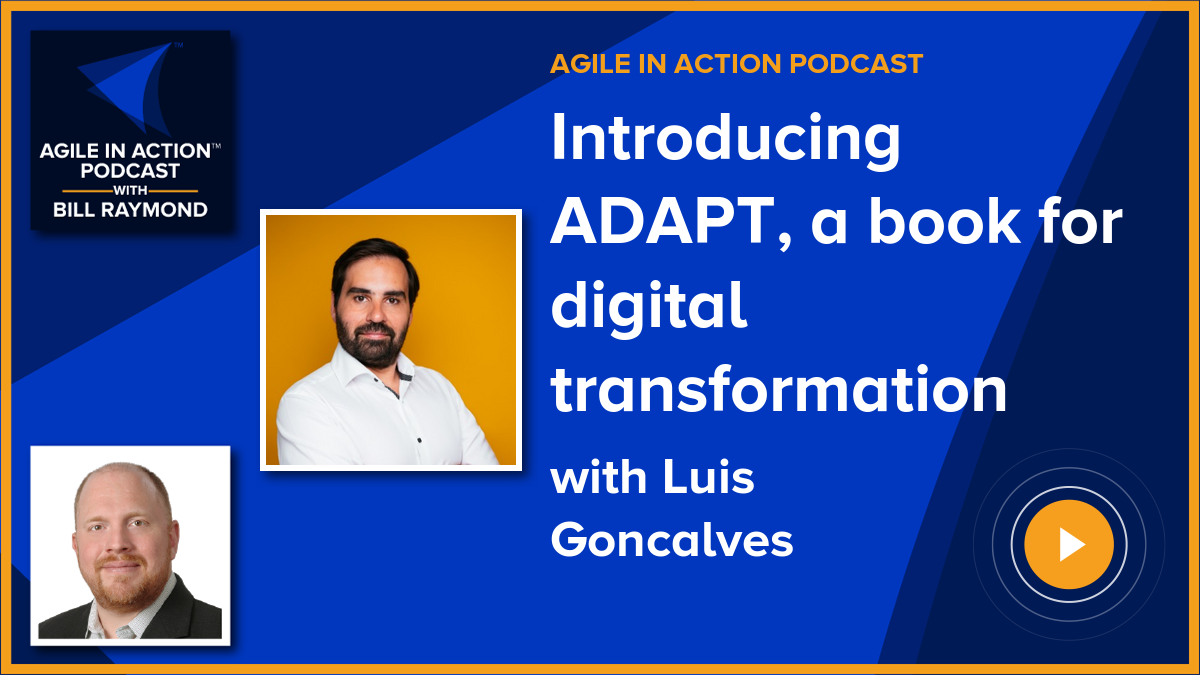 AGILE IN ACTION™
PODCAST
WITH
BILL RAYMOND
AGILE IN ACTION PODCAST
Introducing
ADAPT, a book for
digital
transformation
with Luis
Goncalves
TM